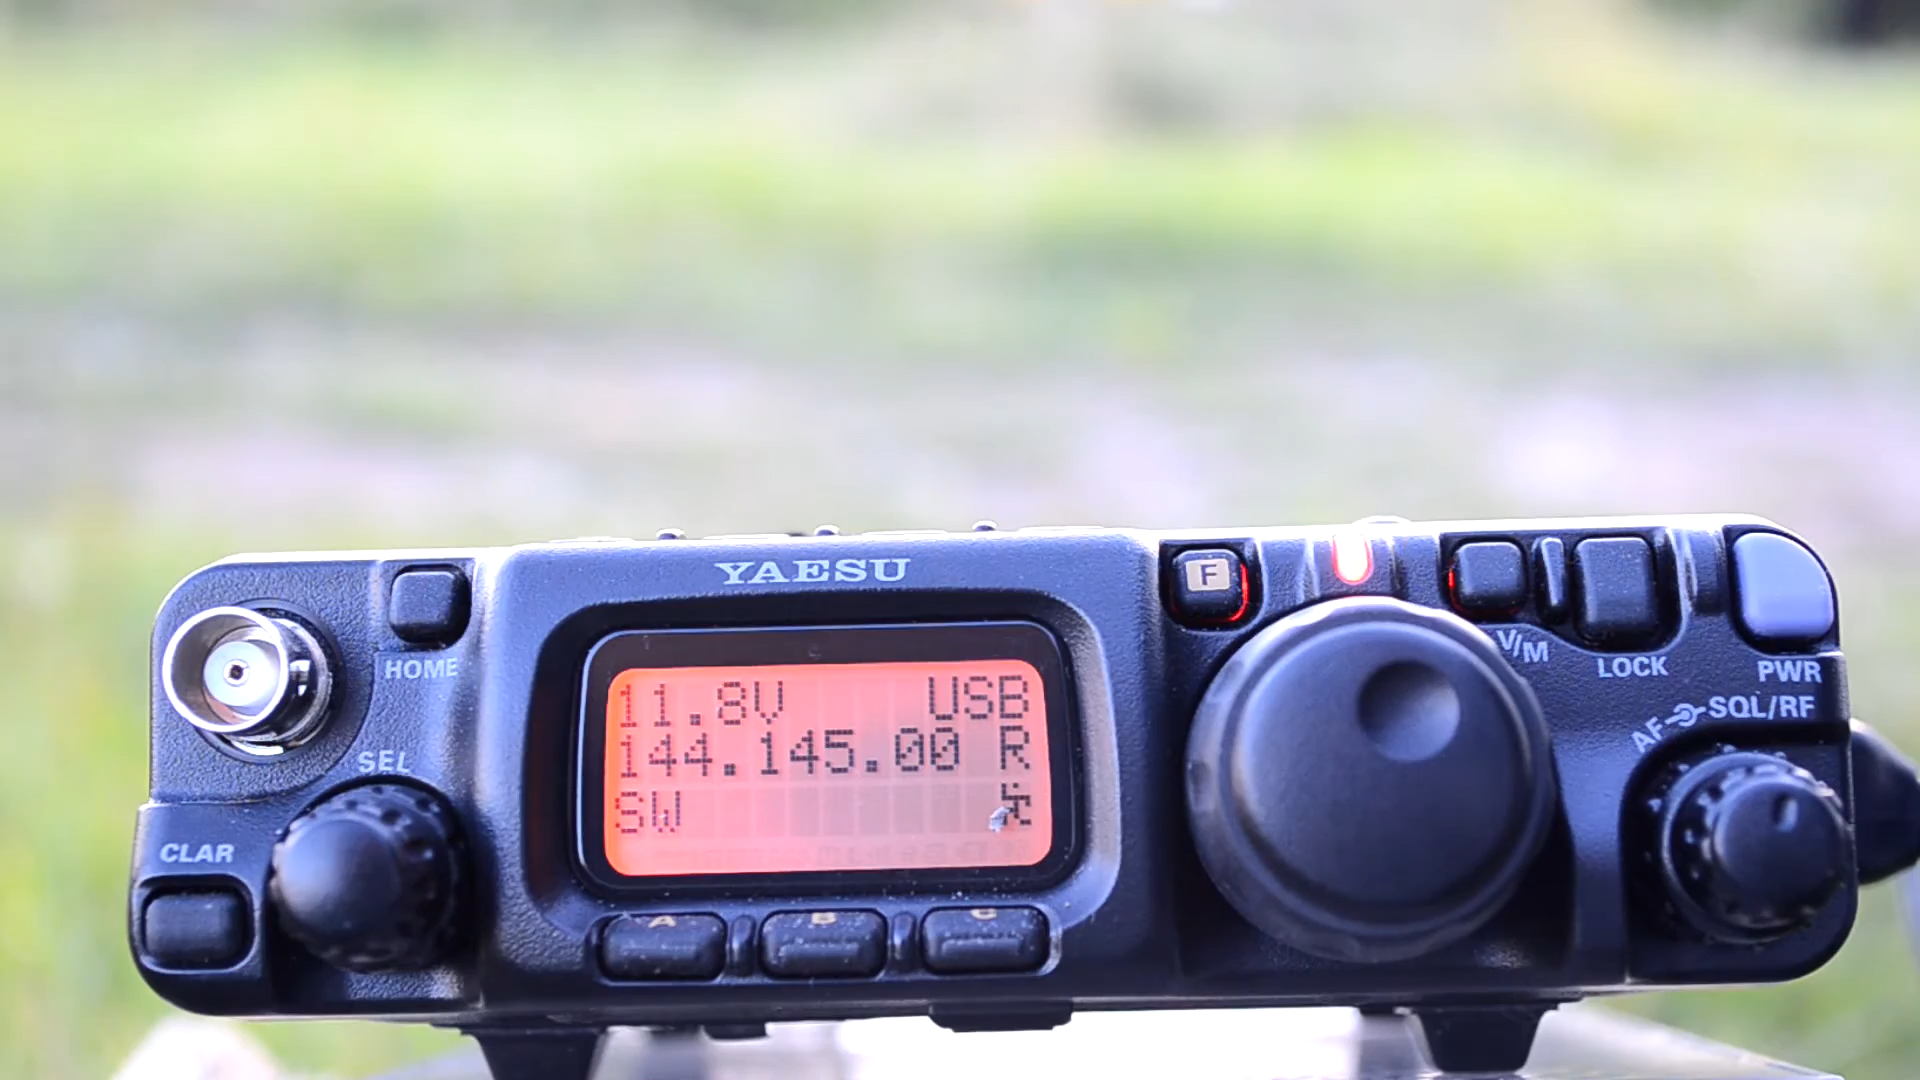 YAESU
F
HOME
V/M
LOCK
PWR
AF SQL/RF
11.8V USB
144.145.00 R
SW
SEL
CLAR
A B C